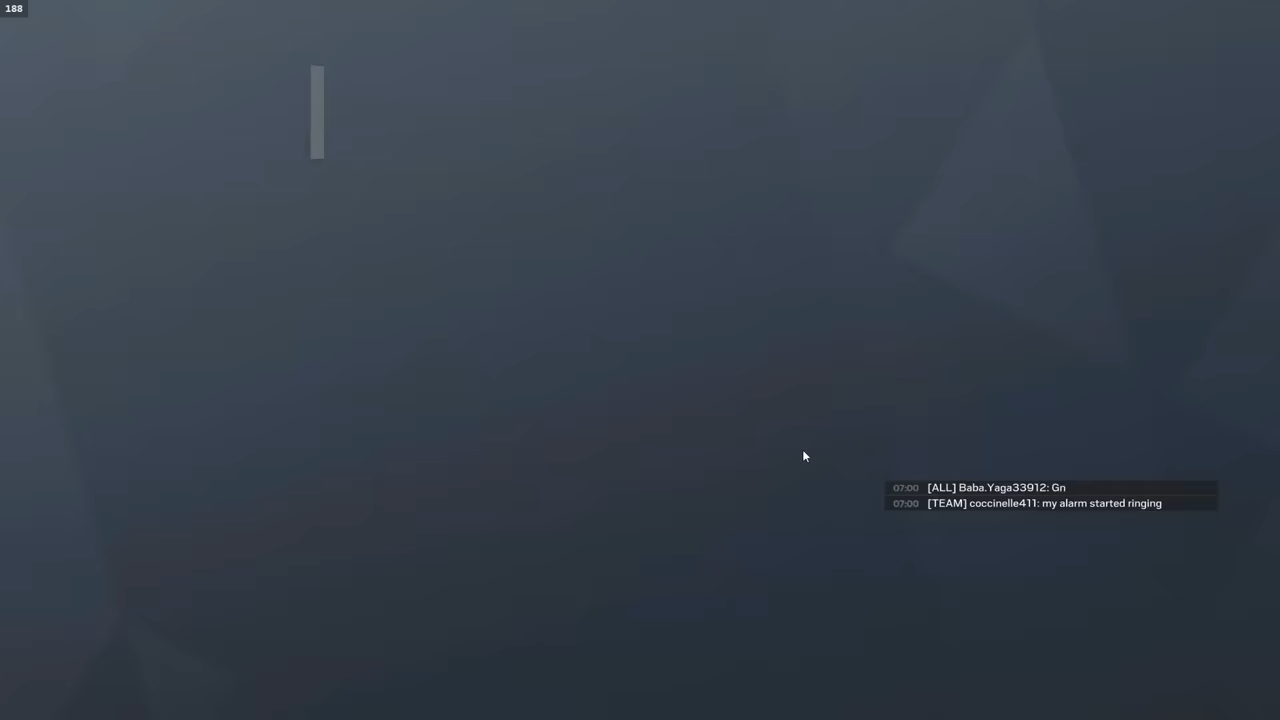 188
07:00 [ALL] Baba.Yaga33912: Gn
07:00 [TEAM] coccinelle411: my alarm started ringing